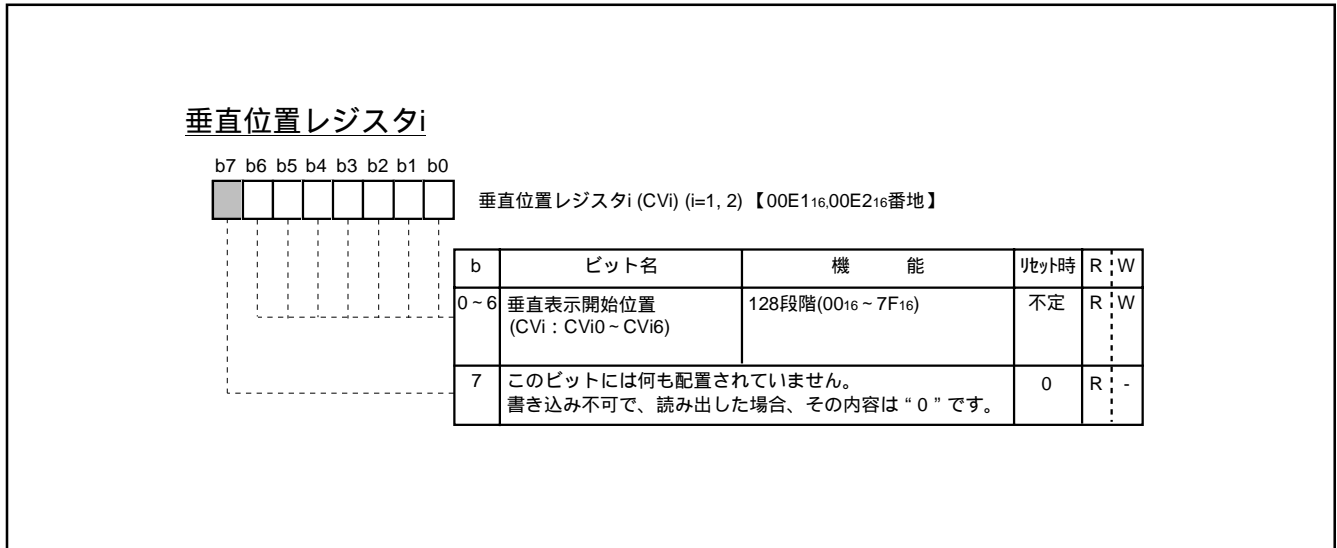 垂直位置レジスタi
b7 b6 b5 b4 b3 b2 b1 b0
垂直位置レジスタi (CVi) (i=1, 2) 【00E116,00E216番地】
b ビット名 機 能 リセット時 R W
0～6 垂直表示開始位置 128段階(0016～7F16) 不定 R W
(CVi：CVi0～CVi6)
7 このビットには何も配置されていません。 0 R -
書き込み不可で、読み出した場合、その内容は“0”です。